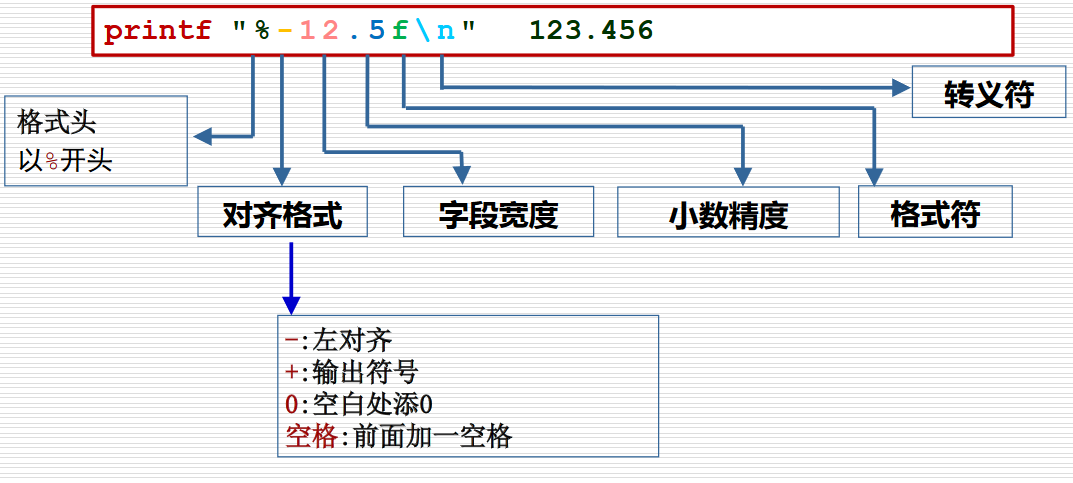 printf "%-12.5f\n" 123.456
转义符
格式头
以%开头
对齐格式
字段宽度
小数精度
格式符
-:左对齐
+:输出符号
0:空白处添0
空格:前面加一空格